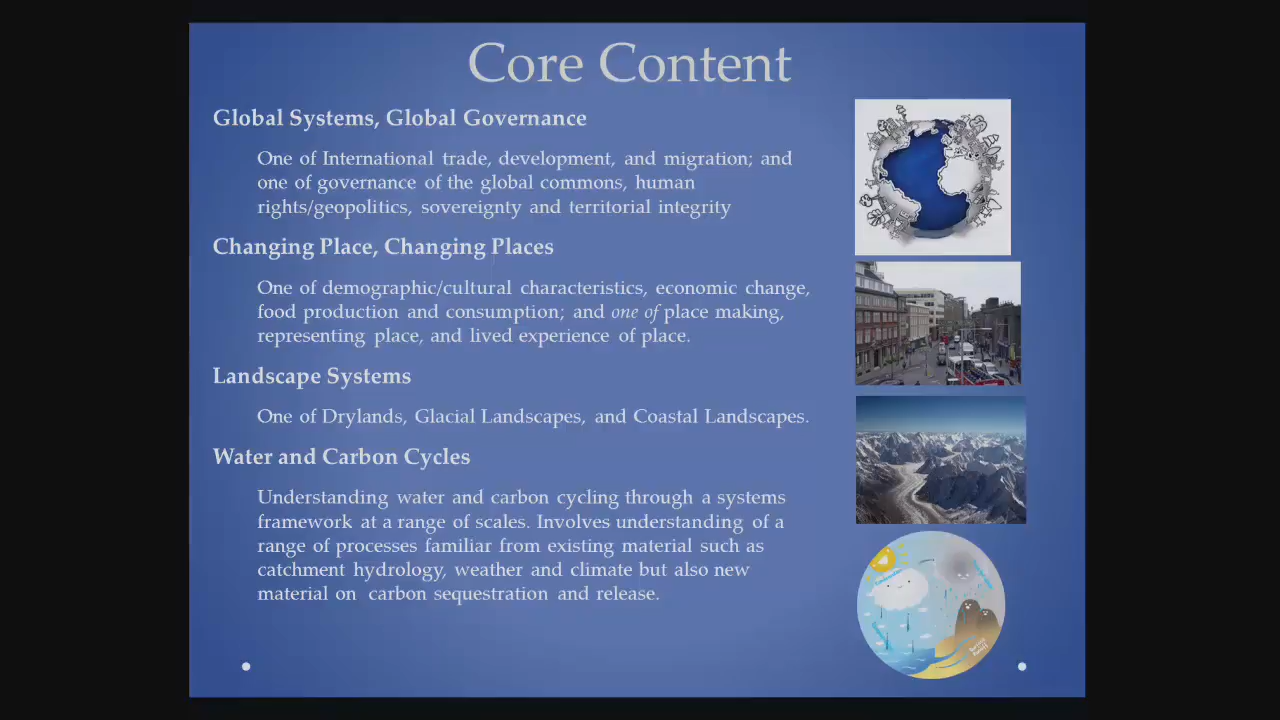 Core Content
Global Systems, Global Governance
One of International trade, development, and migration; and
one of governance of the global commons, human
rights/geopolitics, sovereignty and territorial integrity
Changing Place, Changing Places
One of demographic/cultural characteristics, economic change,
food production and consumption; and one of place making,
representing place, and lived experience of place.
Landscape Systems
One of Drylands, Glacial Landscapes, and Coastal Landscapes.
Water and Carbon Cycles
Understanding water and carbon cycling through a systems
framework at a range of scales. Involves understanding of a
range of processes familiar from existing material such as
catchment hydrology, weather and climate but also new
material on carbon sequestration and release.